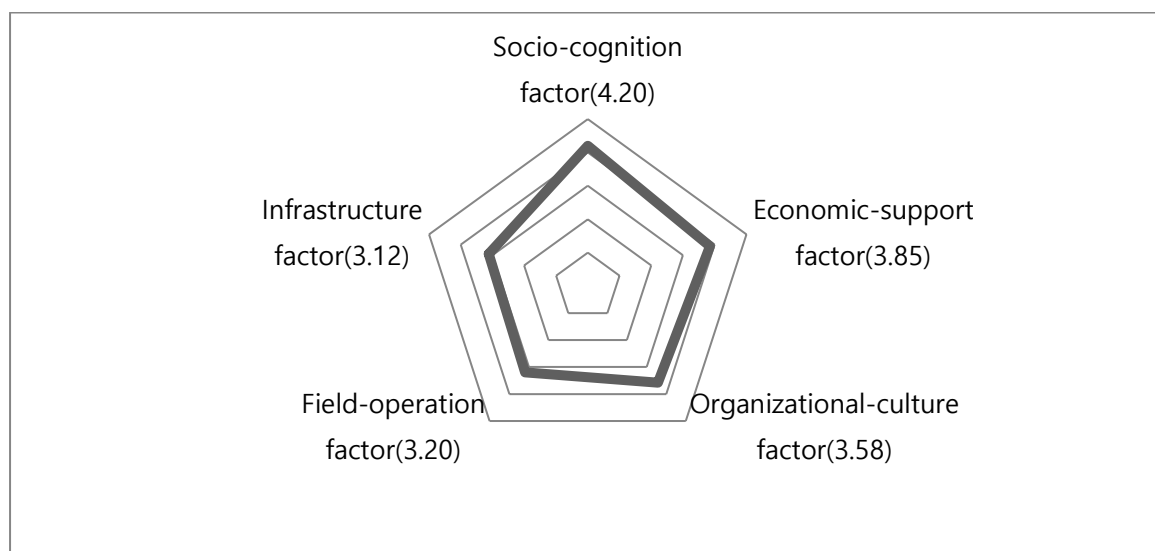 Socio-cognition
factor(4.20)
Infrastructure
factor(3.12)
Economic-support
factor(3.85)
Field-operation
factor(3.20)
Organizational-culture
factor(3.58)